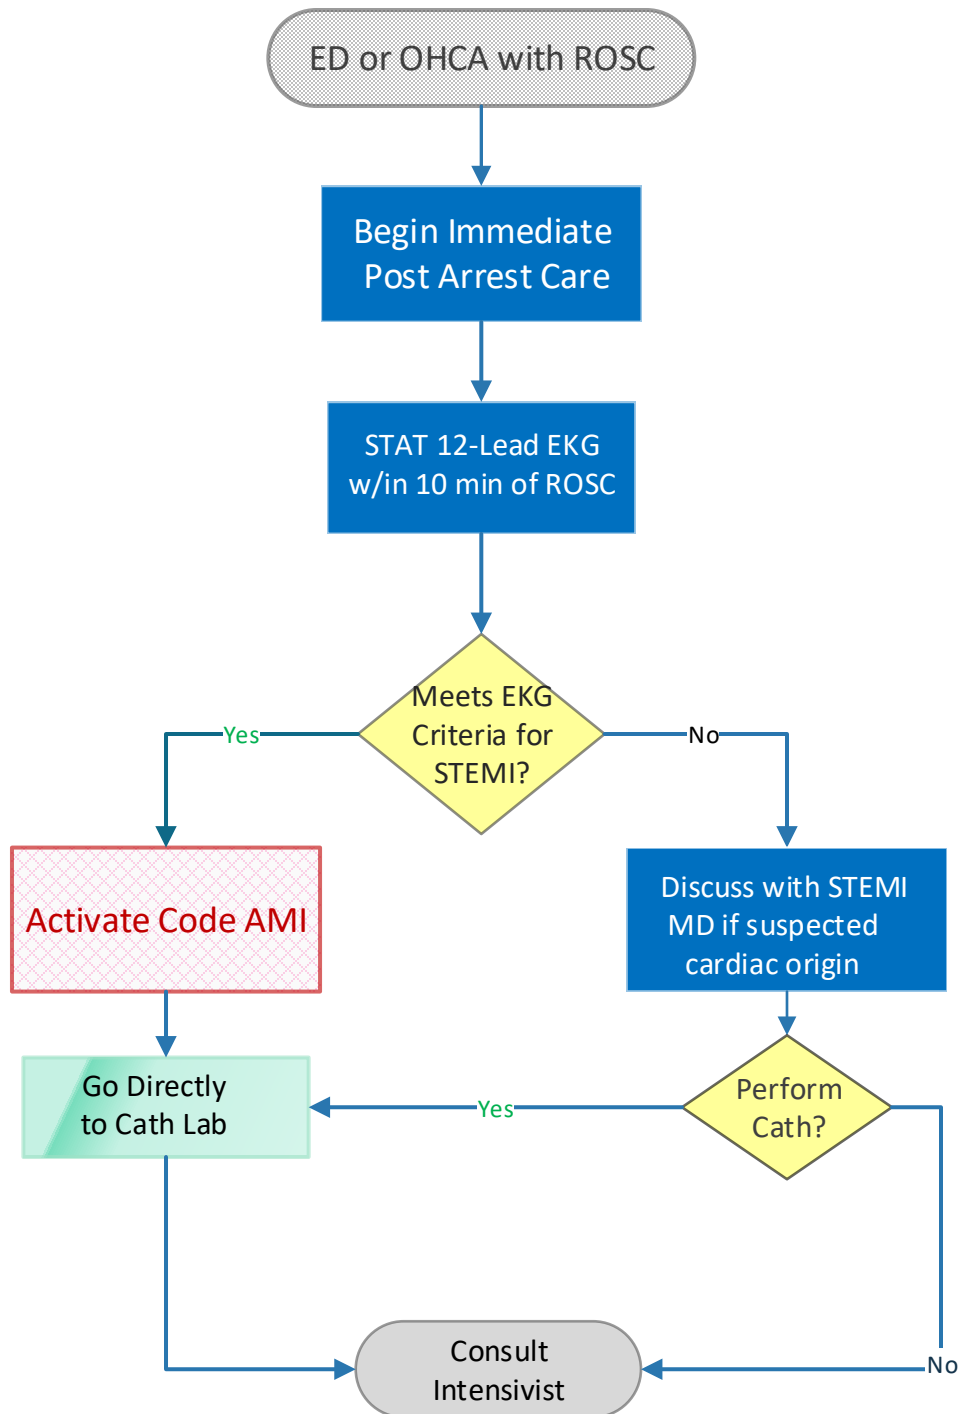 ED or OHCA with ROSC
Begin Immediate
Post Arrest Care
STAT 12-Lead EKG
w/in 10 min of ROSC
Meets EKG
Criteria for
STEMI?
Yes
No
Activate Code AMI
Discuss with STEMI
MD if suspected
cardiac origin
Go Directly
to Cath Lab
Yes
Perform
Cath?
No
Consult
Intensivist